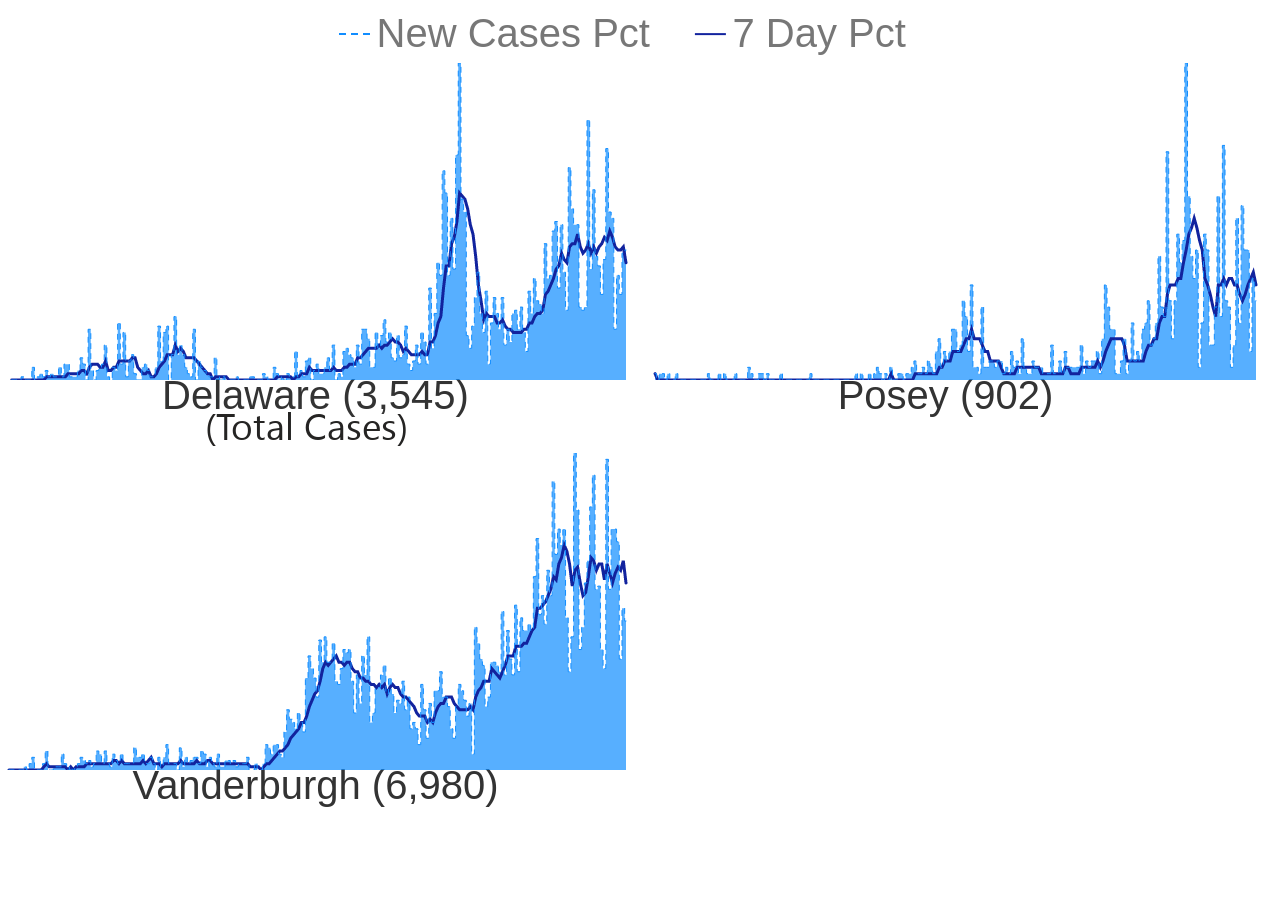 New Cases Pct 7 Day Pct
Delaware (3,545) Posey (902)
(Total Cases)
Vanderburgh (6,980)